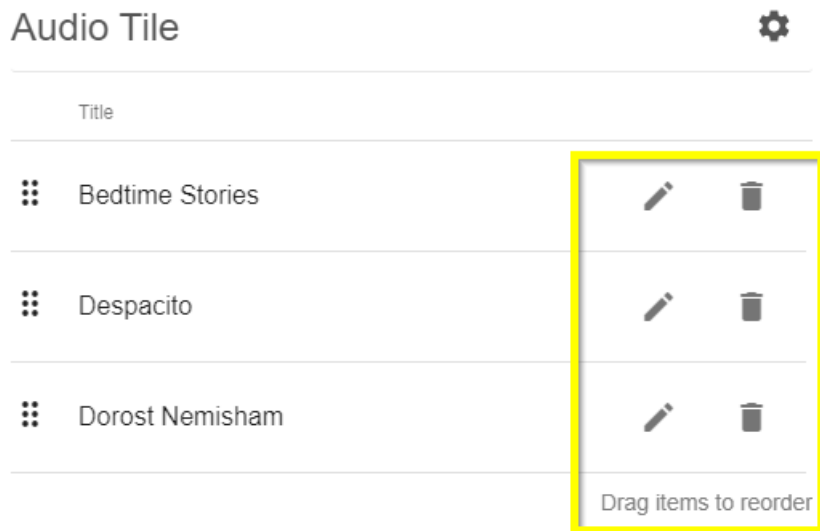 Audio Tile
Title
Bedtime Stories
Despacito
Dorost Nemisham
Drag items to reorder